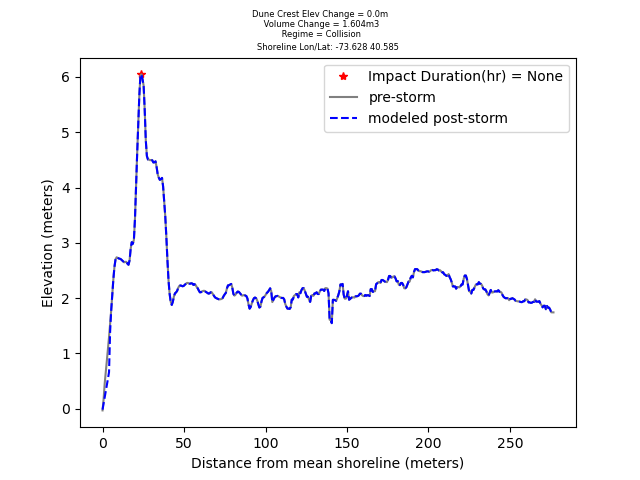 Dune Crest Elev Change = 0.0m
Volume Change = 1.604m3
Regime = Collision
Shoreline Lon/Lat: -73.628 40.585
Impact Duration(hr) = None
pre-storm
modeled post-storm
Elevation (meters)
6
5
4
3
2
1
0
0 50 100 150 200 250
Distance from mean shoreline (meters)